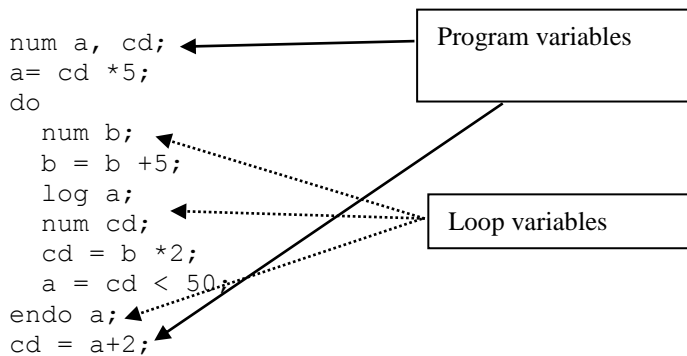 num a, cd;
a= cd *5;
do
num b;
b = b +5;
log a;
num cd;
cd = b *2;
a = cd < 50;
endo a;
cd = a+2;
Program variables
Loop variables